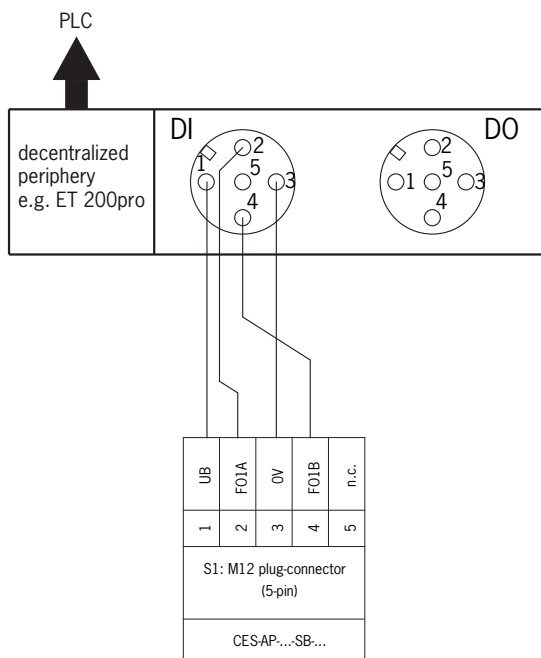 PLC
decentralized
periphery
e.g. ET 200pro
DI
1
2
5
3
4
DO
2
5
1
3
4
UB
FO1A
0V
FO1B
n.c.
1
2
3
4
5
S1: M12 plug-connector
(5-pin)
CES-AP-...-SB-...